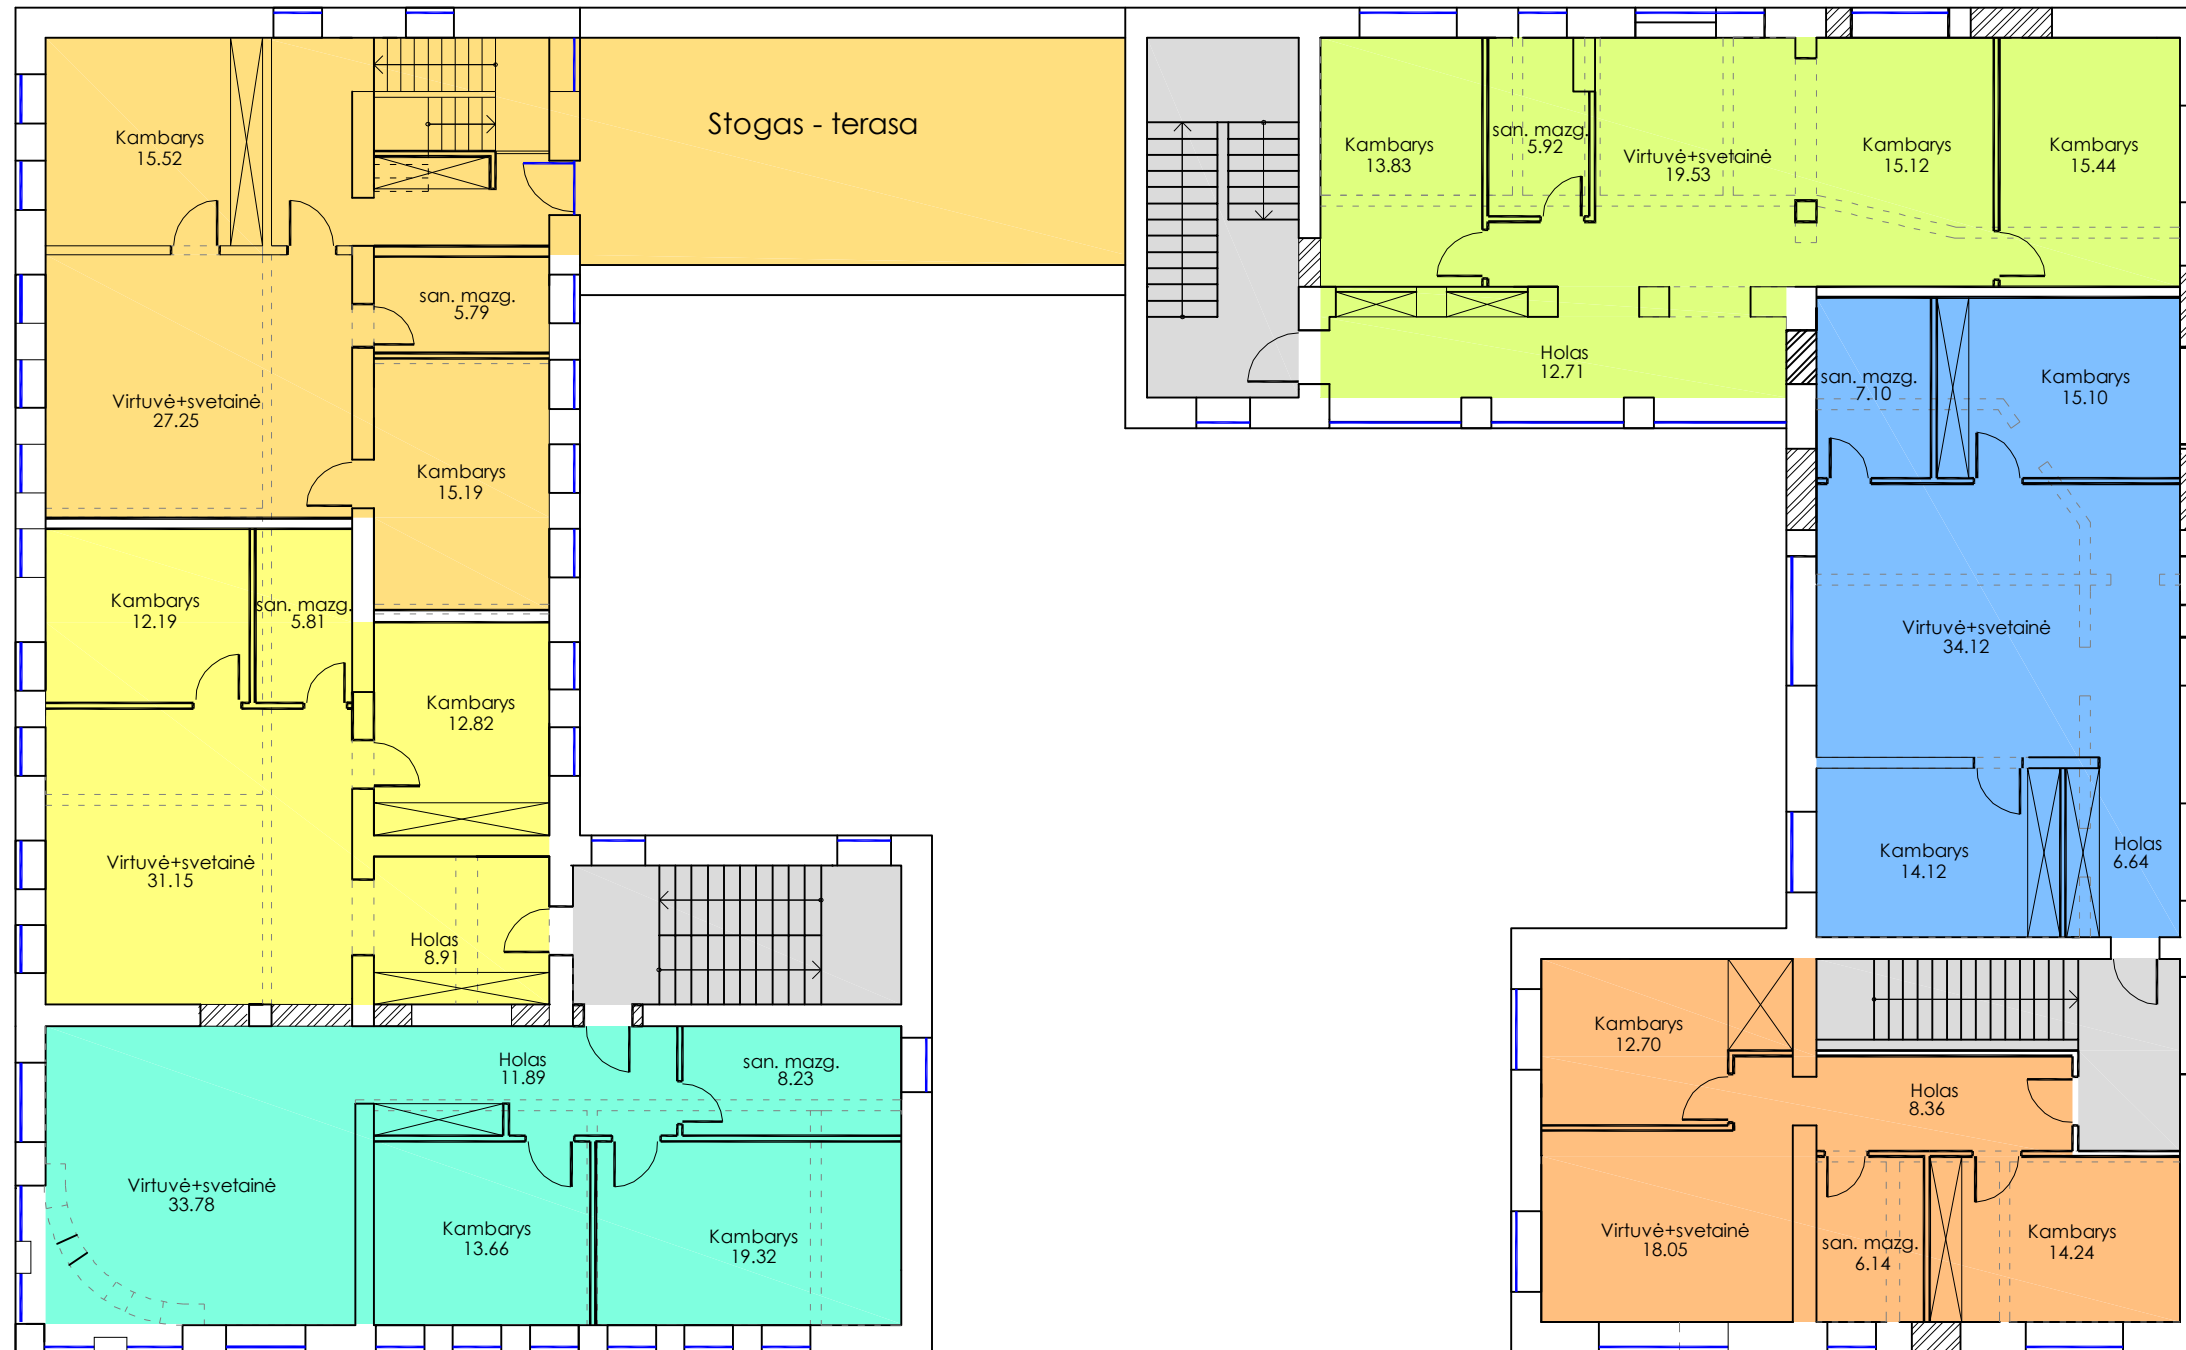 Stogas - terasa
Kambarys
15.52
san. mazg.
5.79
Virtuvė+svetainė
27.25
Kambarys
15.19
Kambarys
12.19
san. mazg.
5.81
Kambarys
12.82
Virtuvė+svetainė
31.15
Holas
8.91
Holas
11.89
san. mazg.
8.23
Virtuvė+svetainė
33.78
Kambarys
13.66
Kambarys
19.32
Kambarys
13.83
san. mazg.
5.92
Virtuvė+svetainė
19.53
Kambarys
15.12
Kambarys
15.44
Holas
12.71
san. mazg.
7.10
Kambarys
15.10
Virtuvė+svetainė
34.12
Kambarys
14.12
Holas
6.64
Kambarys
12.70
Holas
8.36
Virtuvė+svetainė
18.05
san. mazg.
6.14
Kambarys
14.24